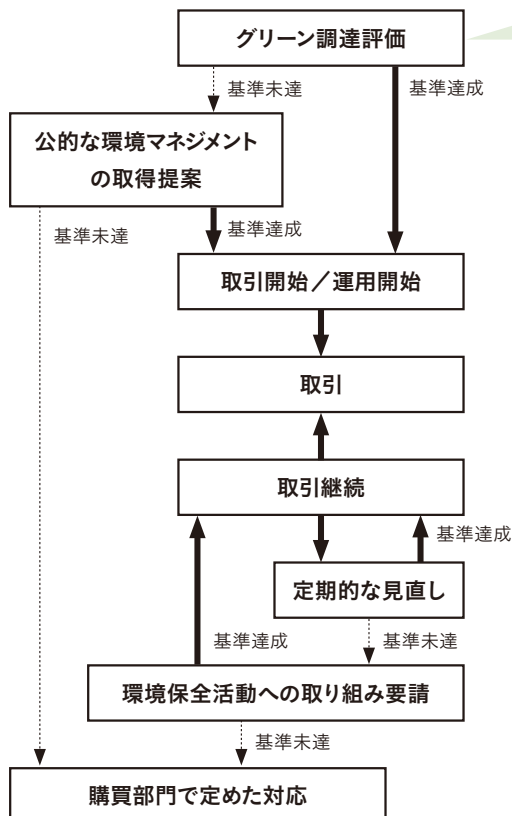 グリーン調達評価
基準未達
基準達成
公的な環境マネジメント
の取得提案
基準未達
基準達成
取引開始／運用開始
取引
取引継続
基準達成
定期的な見直し
基準達成
基準未達
環境保全活動への取り組み要請
基準未達
購買部門で定めた対応